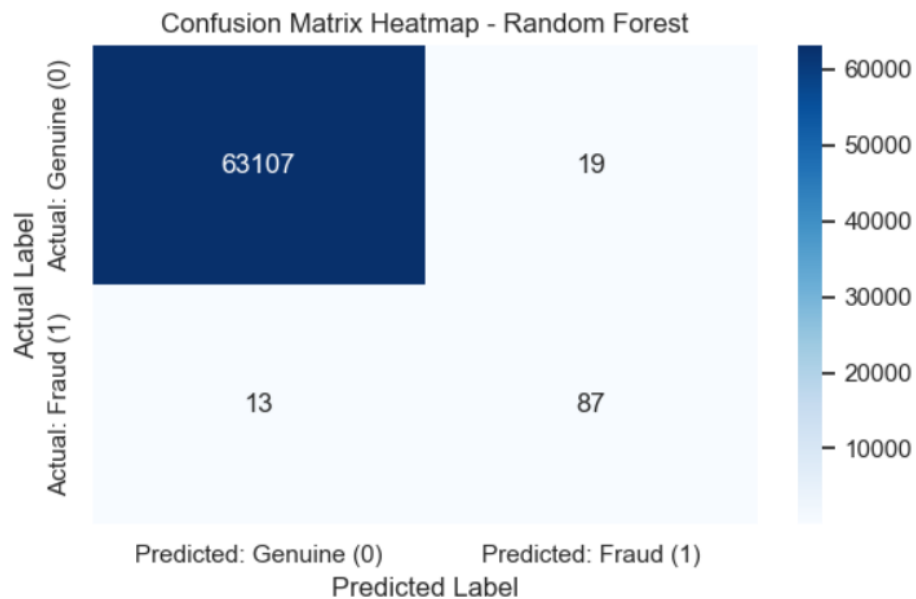 Confusion Matrix Heatmap - Random Forest
Actual Label
Actual: Genuine (0)
63107
19
Actual: Fraud (1)
13
87
Predicted: Genuine (0)
Predicted: Fraud (1)
Predicted Label
60000
50000
40000
30000
20000
10000